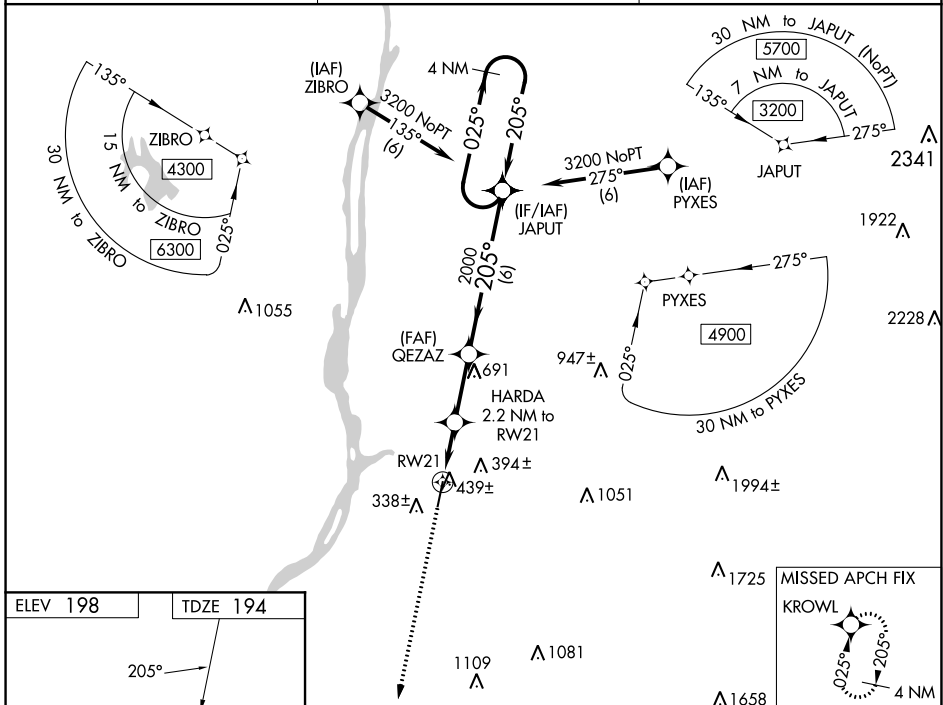 135°
ZIBRO
4300
15 NM to ZIBRO
6300
30 NM to ZIBRO
025°
(IAF)
ZIBRO
3200 NoPT
135°
(6)
4 NM
025°
205°
3200 NoPT
275°
(6)
(IAF)
PYXES
(IF/IAF)
JAPUT
30 NM to JAPUT (NoPT)
5700
7 NM to JAPUT
3200
135°
275°
JAPUT
2341
1922
2228
1055
2000
205°
(6)
(FAF)
QEZAZ
691
947±
HARDA
2.2 NM to
RW21
RW21
394±
439±
338±
1051
275°
PYXES
4900
025°
30 NM to PYXES
1994±
1725
1081
1109
1658
ELEV 198
TDZE 194
205°
MISSED APCH FIX
KROWL
025°
205°
4 NM